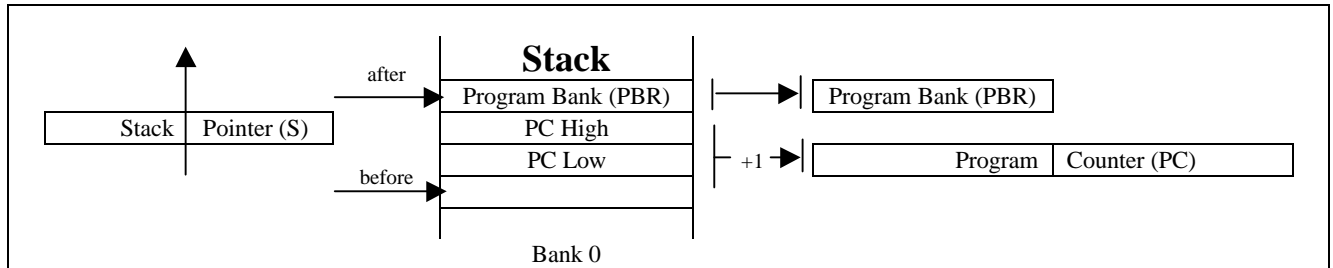 Stack
after
Program Bank (PBR)
Program Bank (PBR)
Stack Pointer (S)
PC High
PC Low
+1
Program Counter (PC)
before
Bank 0